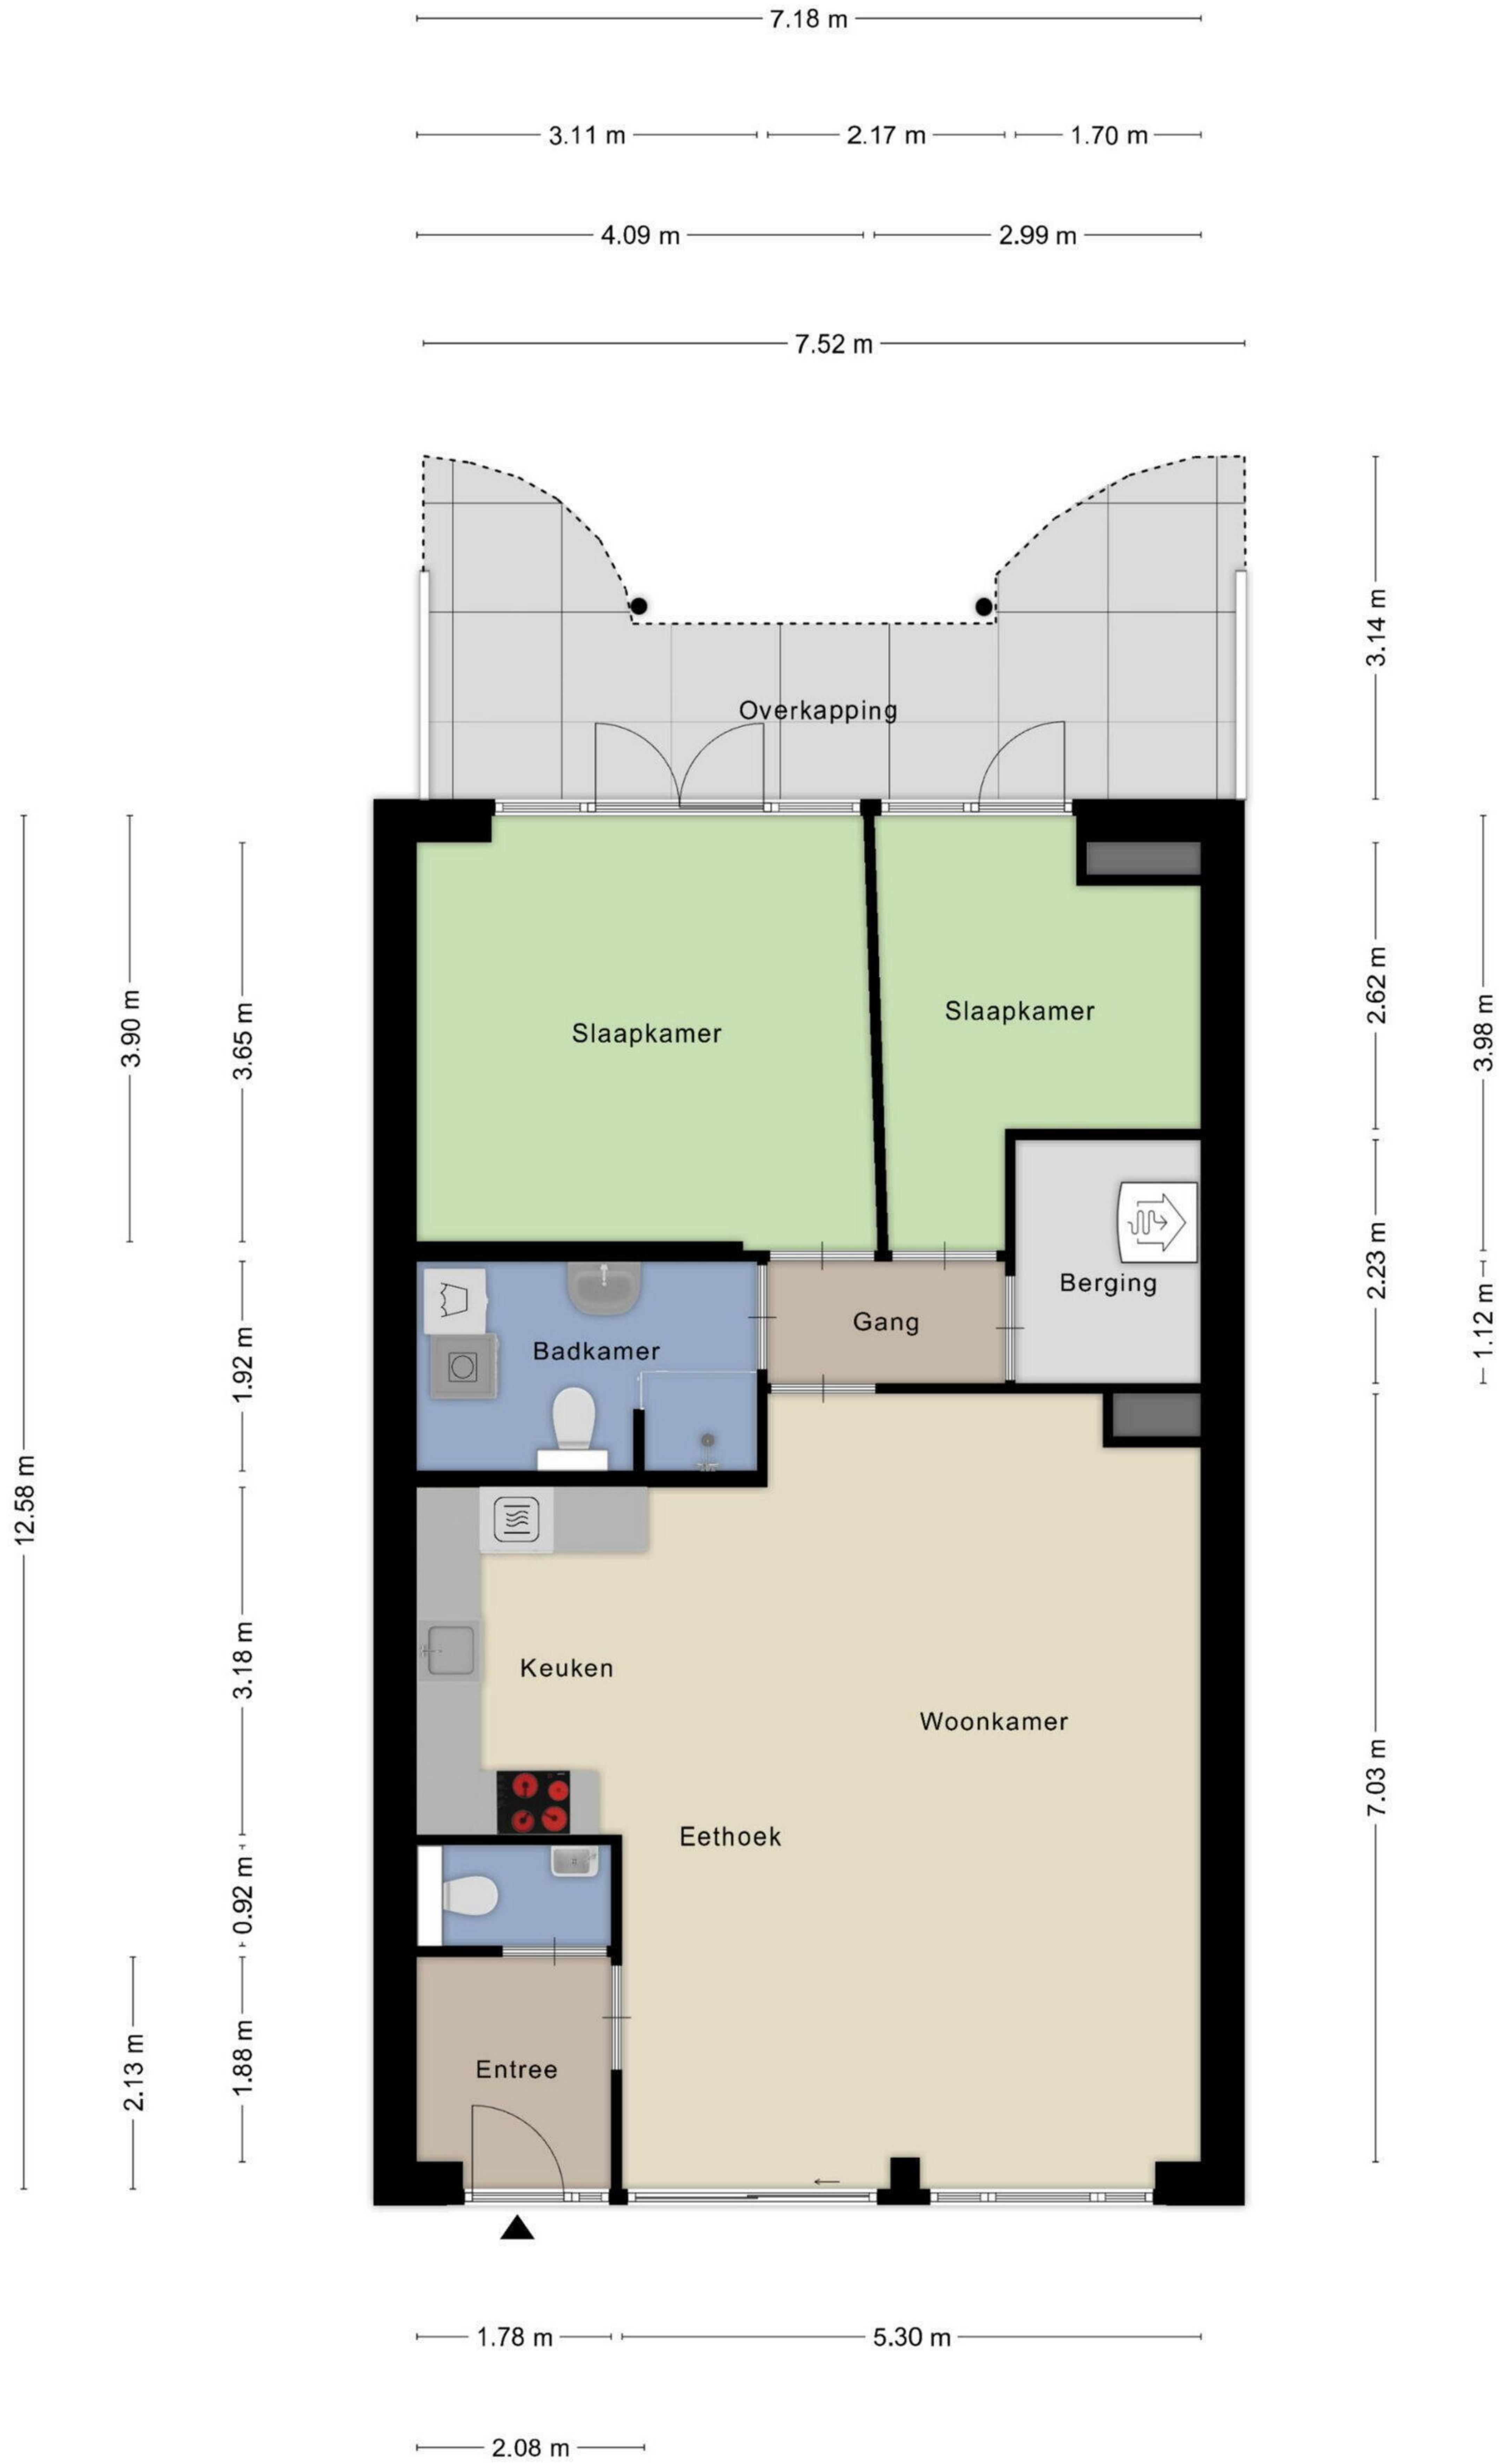 7.18 m
3.11 m
2.17 m
1.70 m
4.09 m
2.99 m
7.52 m
3.14 m
Overkapping
3.90 m
3.65 m
Slaapkamer
Slaapkamer
2.62 m
3.98 m
Berging
2.23 m
1.12 m
Gang
Badkamer
1.92 m
12.58 m
3.18 m
Keuken
Woonkamer
7.03 m
Eethoek
0.92 m
2.13 m
1.88 m
Entree
1.78 m
5.30 m
2.08 m